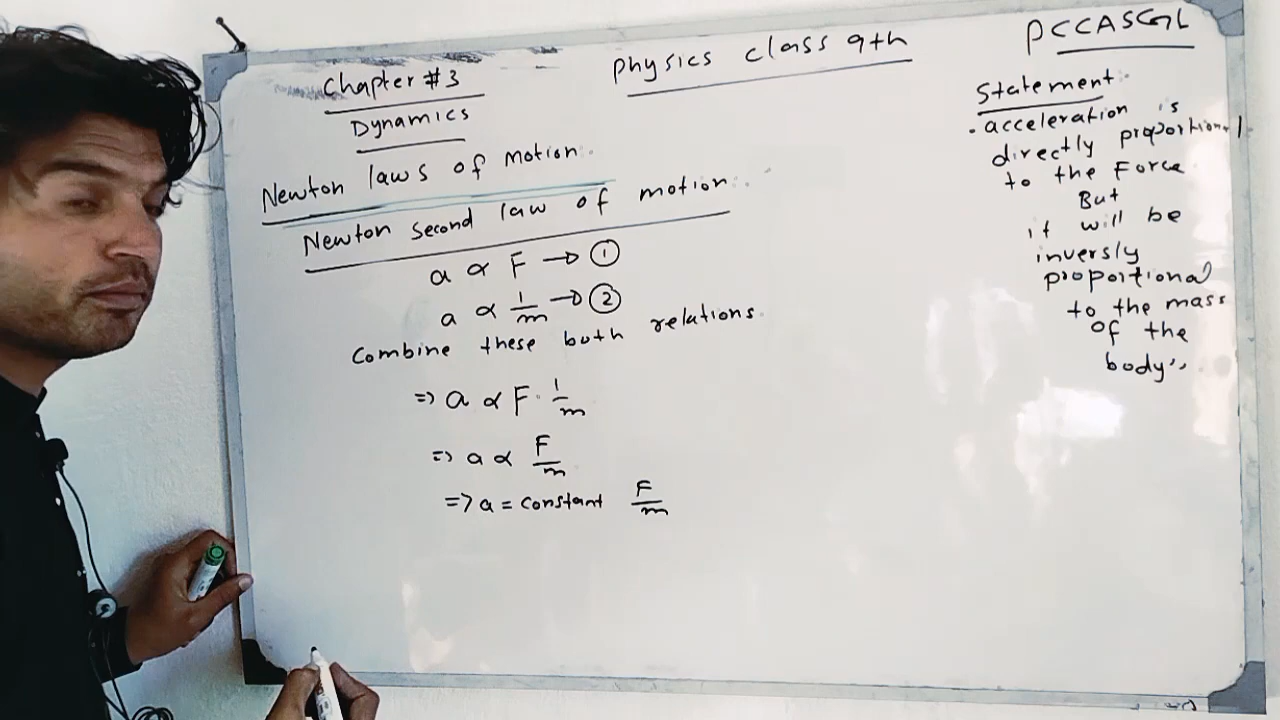 Physics class 9th
PCCASGL
Chapter # 3
Dynamics
Newton laws of motion.
Newton second law of motion.
a ∝ F → ①
a ∝ 1/m → ②
Combine these both relations.
⇒ a ∝ F · 1/m
⇒ a ∝ F/m
⇒ a = constant F/m
Statement.
. acceleration is
directly proportional
to the Force
But
it will be
inversly
proportional
to the mass
of the
body".